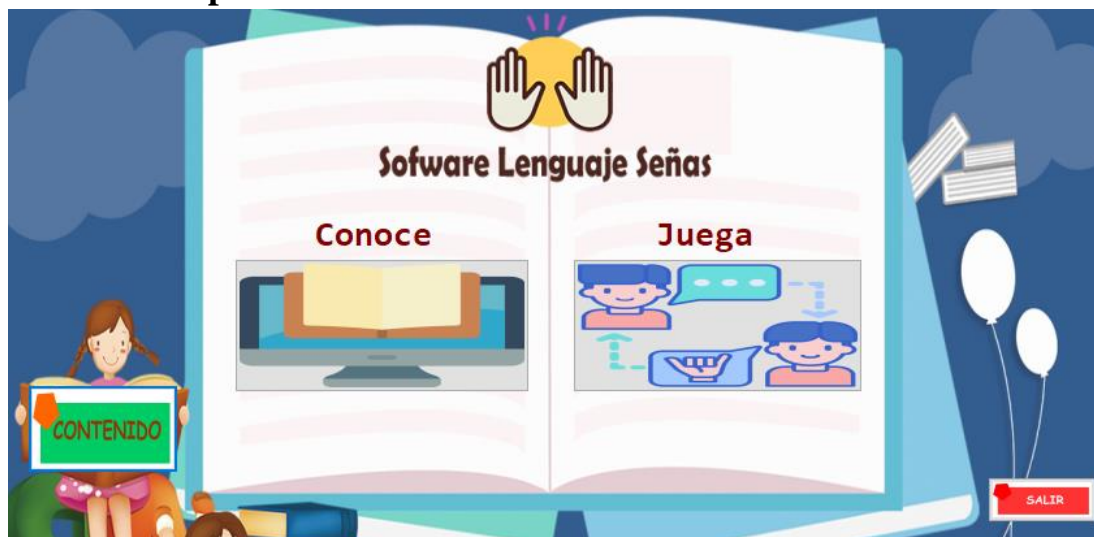 Sofware Lenguaje Señas
Conoce
Juega
CONTENIDO
SALIR